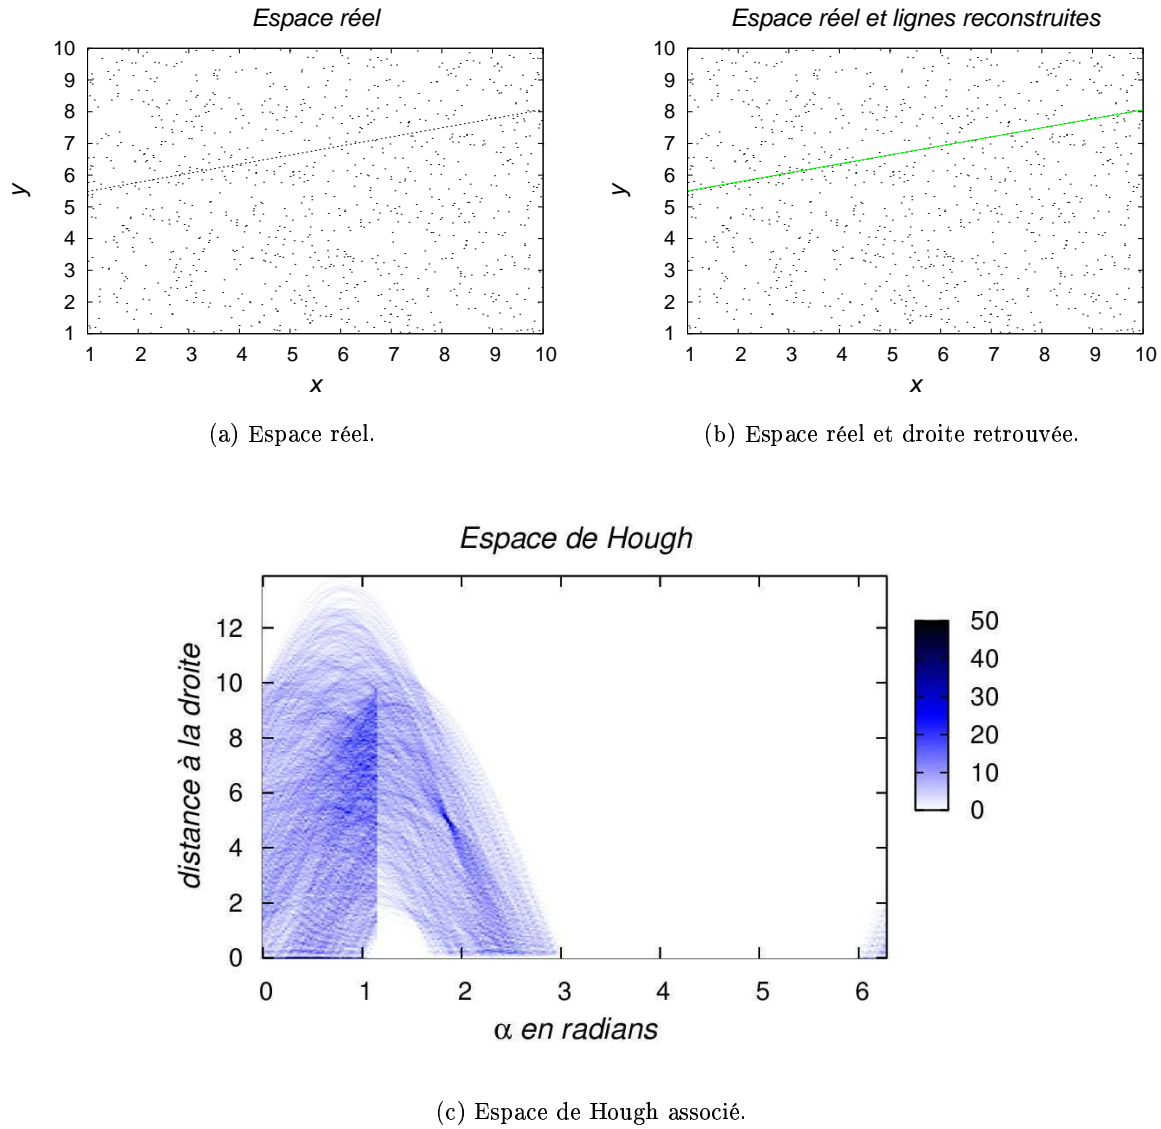 Espace réel
10
9
8
7
6
5
4
3
2
1
y
1 2 3 4 5 6 7 8 9 10
x
(a) Espace réel.
Espace réel et lignes reconstruites
10
9
8
7
6
5
4
3
2
1
y
1 2 3 4 5 6 7 8 9 10
x
(b) Espace réel et droite retrouvée.
Espace de Hough
12
10
8
6
4
2
0
distance à la droite
0 1 2 3 4 5 6
α en radians
50
40
30
20
10
0
(c) Espace de Hough associé.